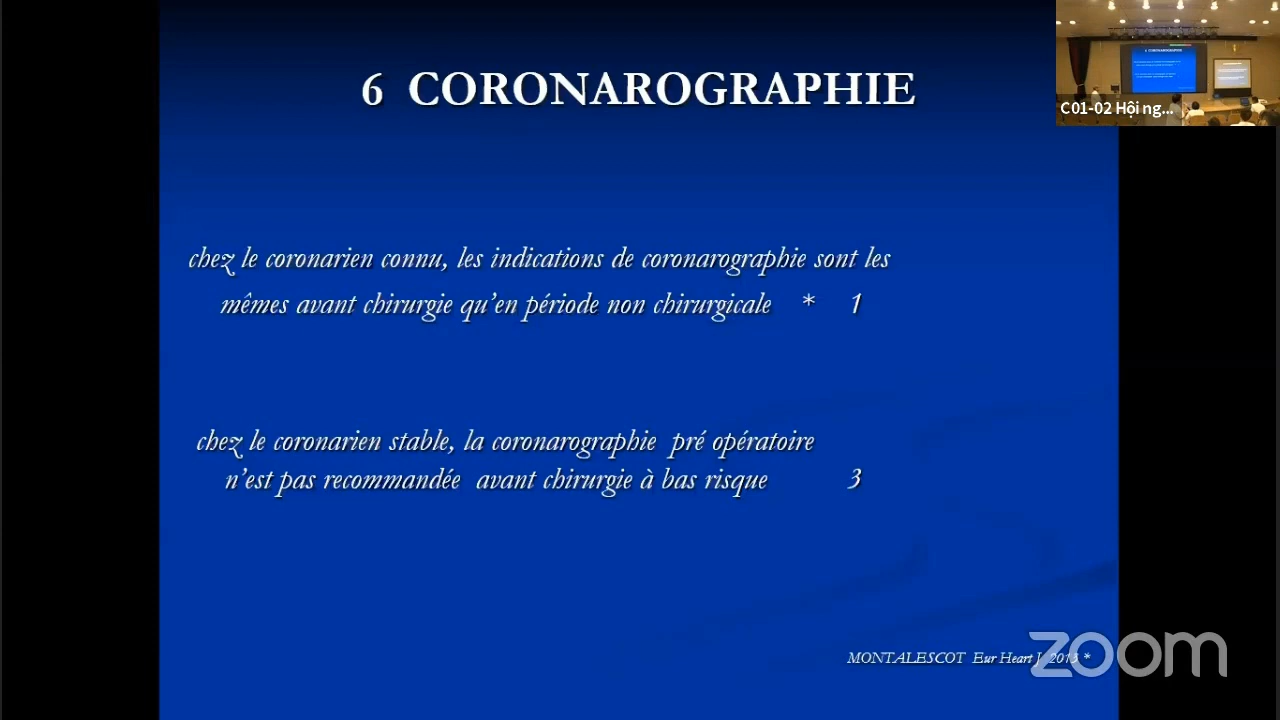 6 CORONAROGRAPHIE
C01-02 Hội ng...
chez le coronarien connu, les indications de coronarographie sont les
mêmes avant chirurgie qu'en période non chirurgicale * 1
chez le coronarien stable, la coronarographie pré opératoire
n'est pas recommandée avant chirurgie à bas risque 3
MONTALESCOT Eur Heart J 2013 *
zoom